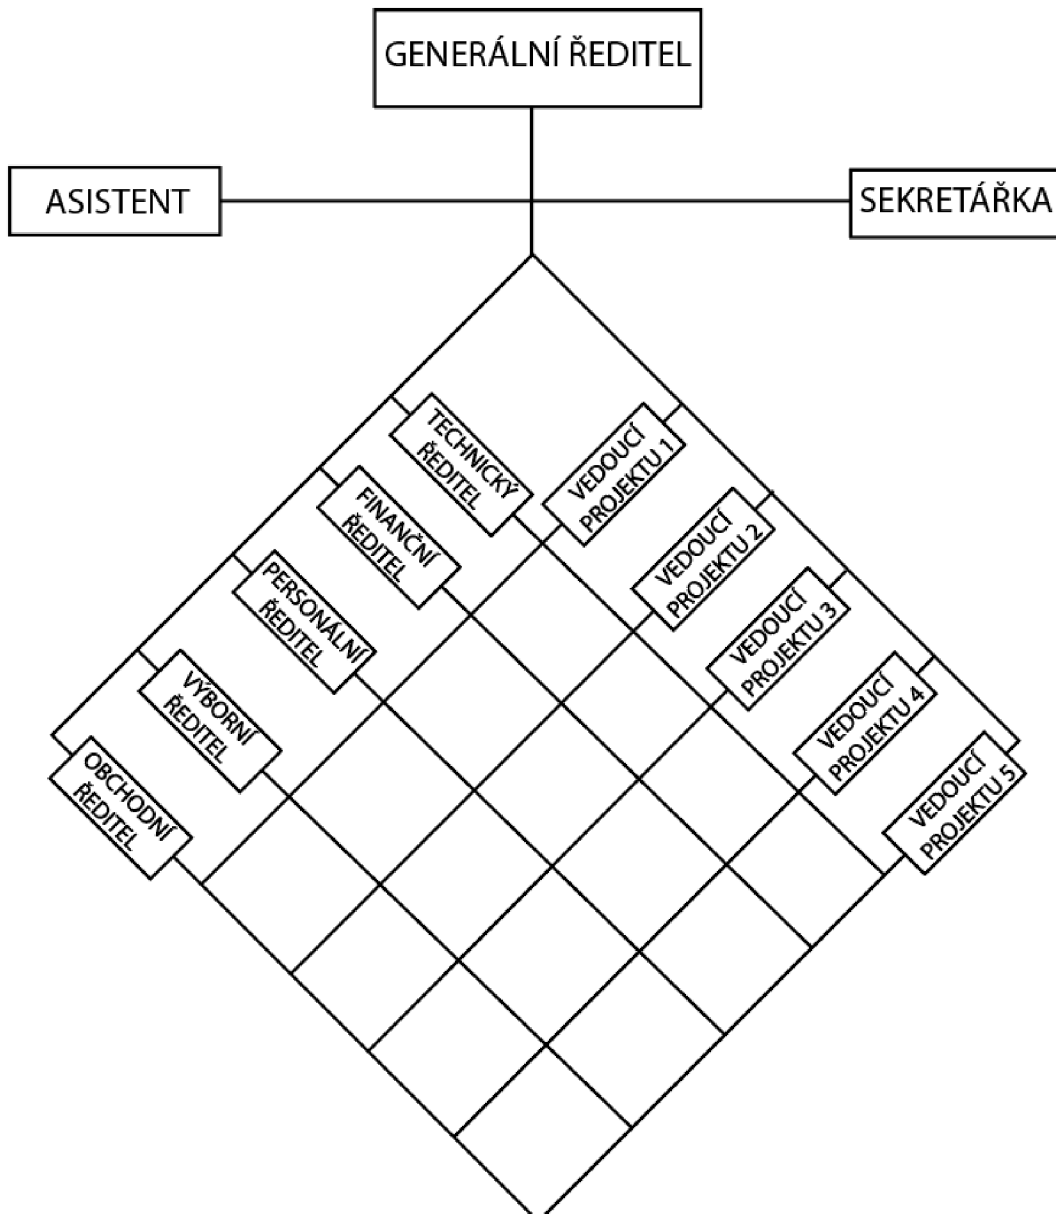 GENERÁLNÍ ŘEDITEL
ASISTENT
SEKRETÁŘKA
TECHNICKÝ
ŘEDITEL
FINANČNÍ
ŘEDITEL
PERSONÁLNÍ
ŘEDITEL
VÝBORNÍ
ŘEDITEL
OBCHODNÍ
ŘEDITEL
VEDOUCÍ
PROJEKTU 1
VEDOUCÍ
PROJEKTU 2
VEDOUCÍ
PROJEKTU 3
VEDOUCÍ
PROJEKTU 4
VEDOUCÍ
PROJEKTU 5